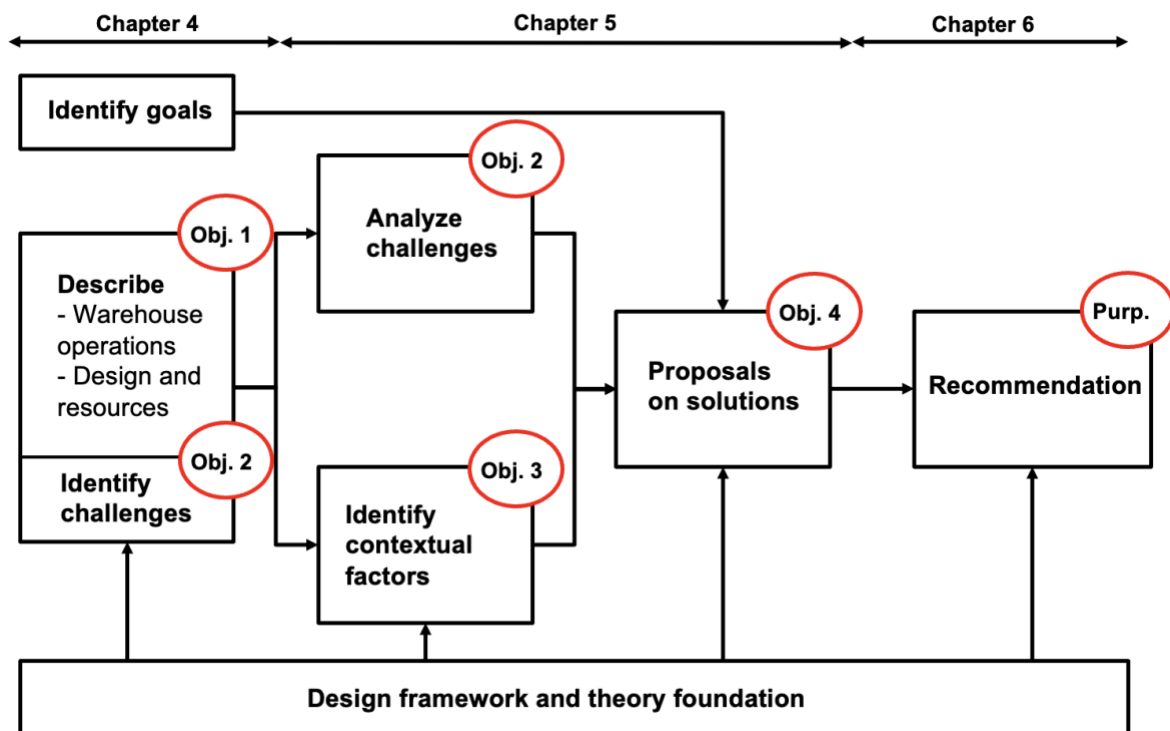 Chapter 4
Chapter 5
Chapter 6
Identify goals
Obj. 2
Analyze
challenges
Obj. 1
Describe
- Warehouse
operations
- Design and
resources
Obj. 2
Identify
challenges
Obj. 3
Identify
contextual
factors
Obj. 4
Proposals
on solutions
Purp.
Recommendation
Design framework and theory foundation